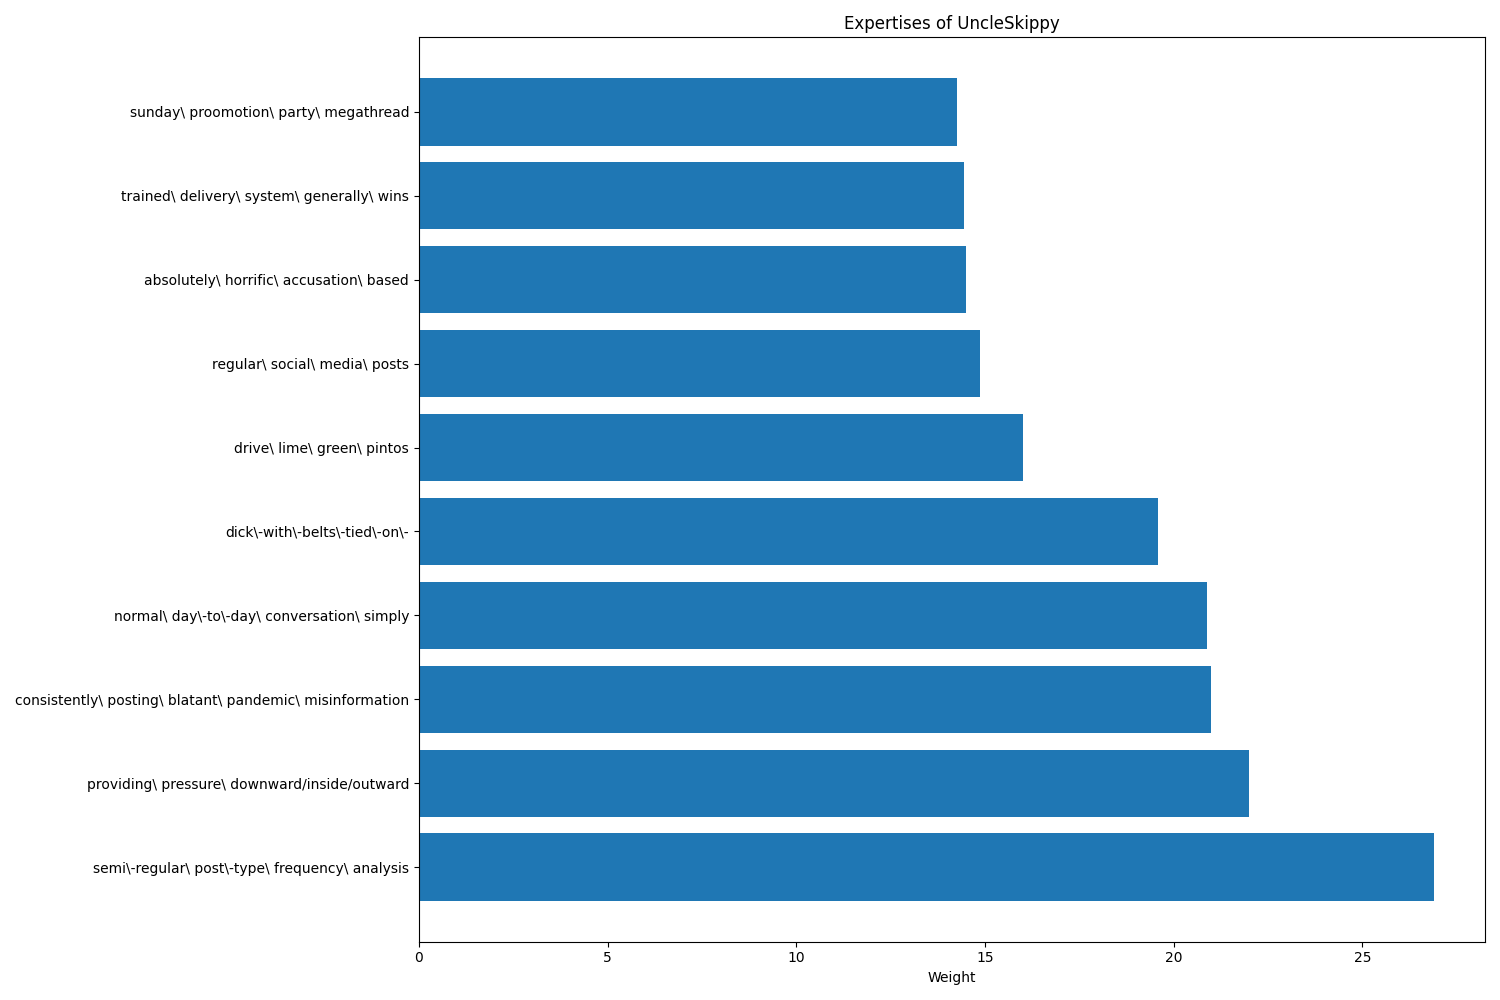 Expertises of UncleSkippy
sunday\ proomotion\ party\ megathread
trained\ delivery\ system\ generally\ wins
absolutely\ horrific\ accusation\ based
regular\ social\ media\ posts
drive\ lime\ green\ pintos
dick\-with\-belts\-tied\-on\-
normal\ day\-to\-day\ conversation\ simply
consistently\ posting\ blatant\ pandemic\ misinformation
providing\ pressure\ downward/inside/outward
semi\-regular\ post\-type\ frequency\ analysis
0 5 10 15 20 25
Weight